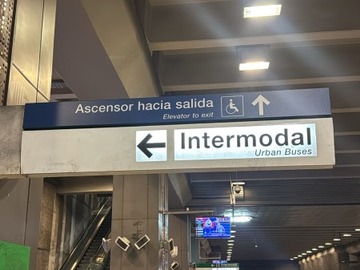 Ascensor hacia salida
Elevator to exit
Intermodal
Urban Buses